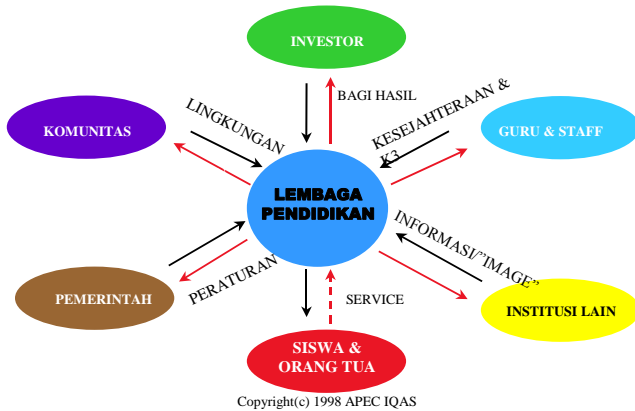 INVESTOR
BAGI HASIL
LINGKUNGAN
KESEJAHTERAAN &
K3
KOMUNITAS
GURU & STAFF
LEMBAGA
PENDIDIKAN
INFORMASI/"IMAGE"
PERATURAN
PEMERINTAH
SERVICE
INSTITUSI LAIN
SISWA &
ORANG TUA
Copyright(c) 1998 APEC IQAS